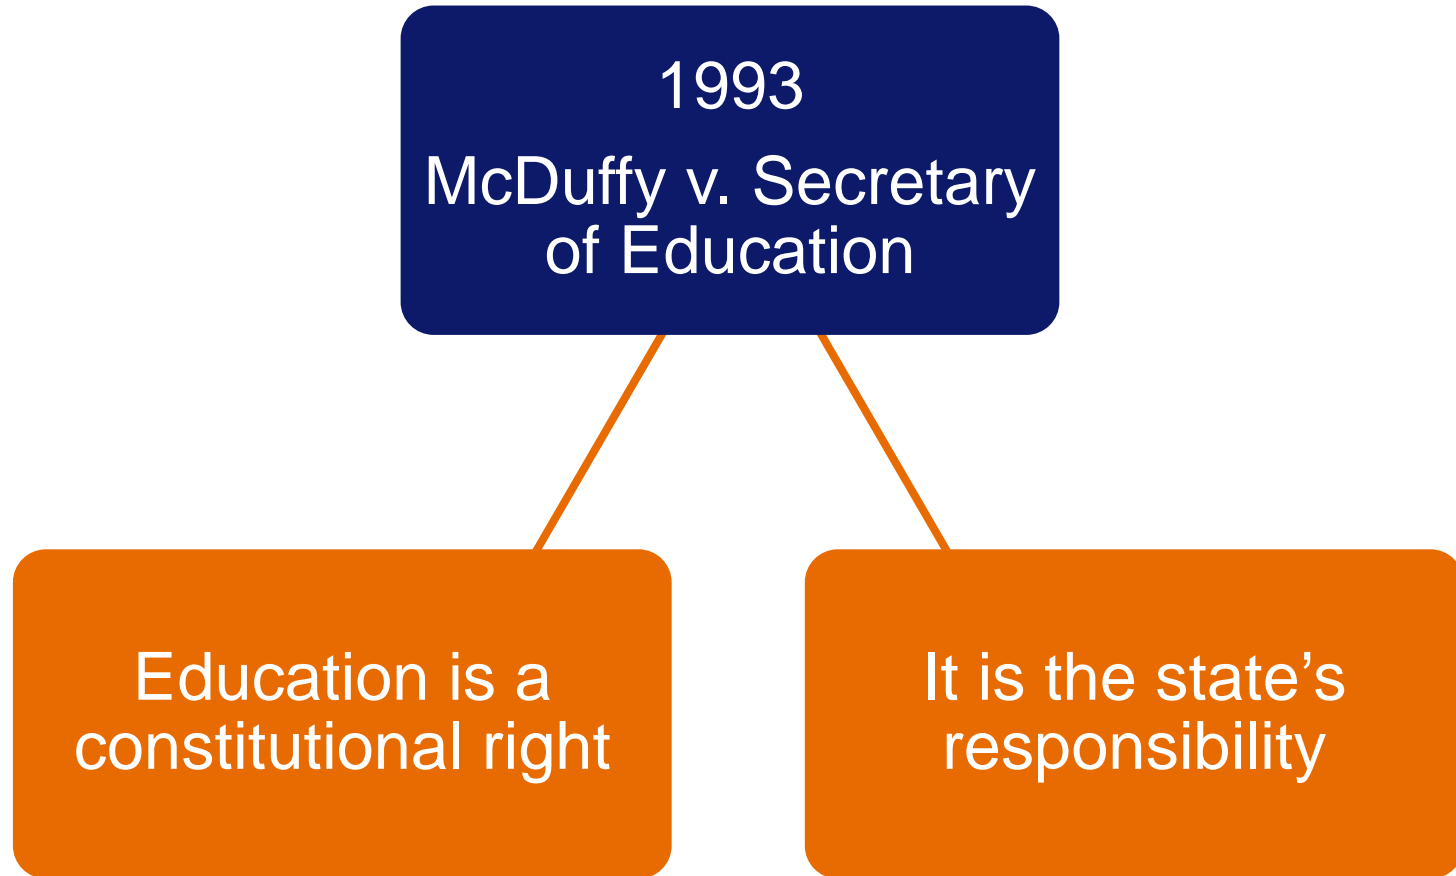 1993
McDuffy v. Secretary
of Education
Education is a
constitutional right
It is the state’s
responsibility